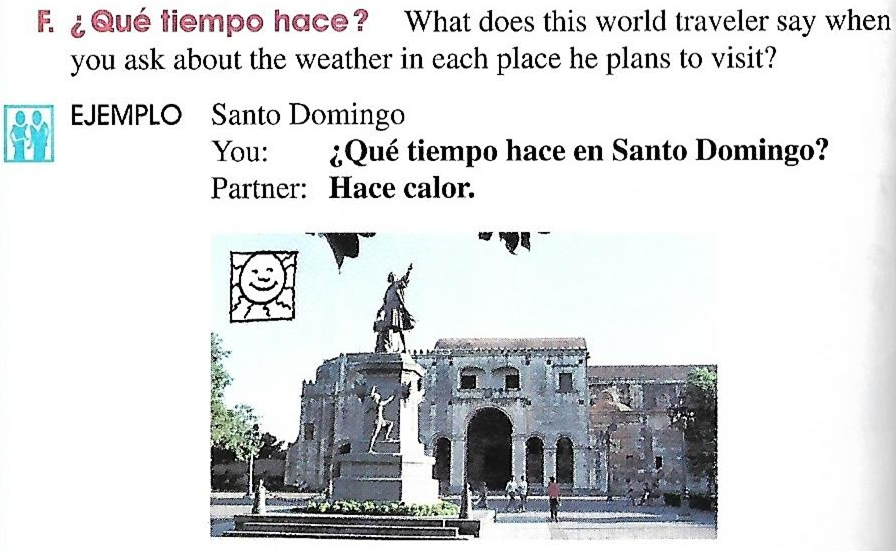 F. ¿Qué tiempo hace? What does this world traveler say when
you ask about the weather in each place he plans to visit?
EJEMPLO Santo Domingo
You: ¿Qué tiempo hace en Santo Domingo?
Partner: Hace calor.